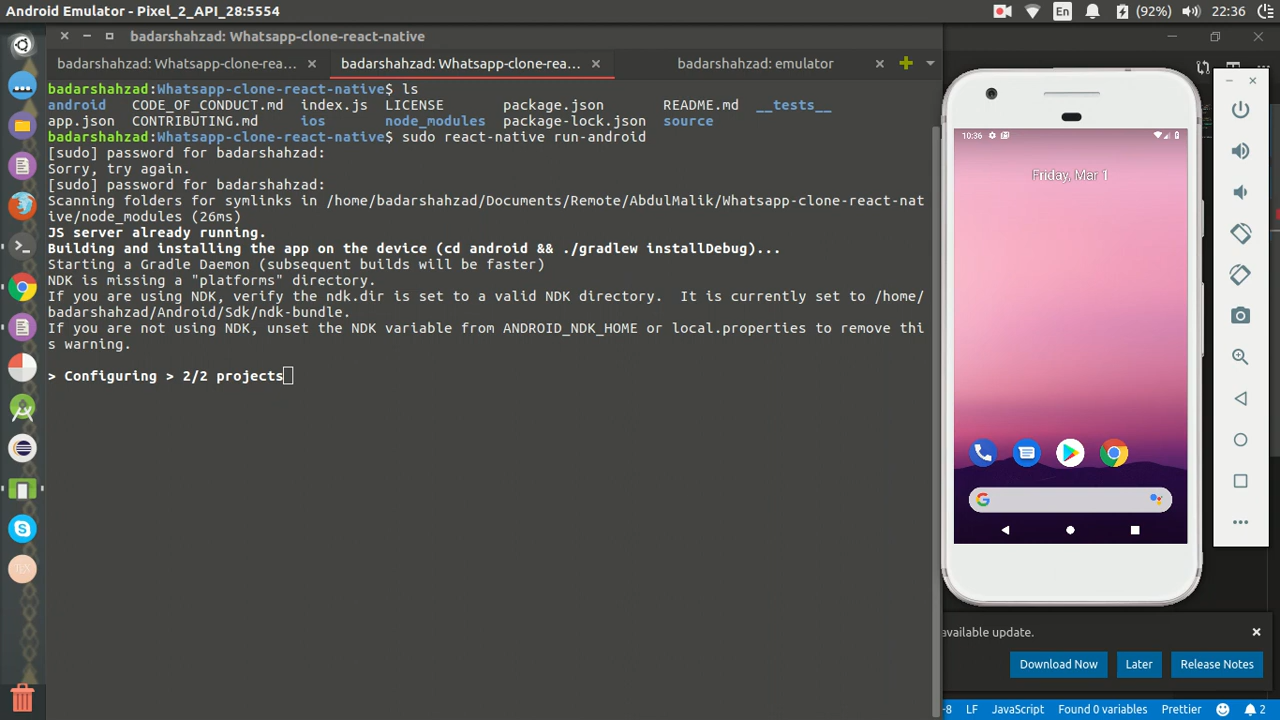 Android Emulator - Pixel_2_API_28:5554
En
(92%)
22:36
badarshahzad: Whatsapp-clone-react-native
badarshahzad: Whatsapp-clone-rea...
badarshahzad: Whatsapp-clone-rea...
badarshahzad: emulator
badarshahzad:Whatsapp-clone-react-native$ ls
android   CODE_OF_CONDUCT.md  index.js  LICENSE       package.json       README.md  __tests__
app.json  CONTRIBUTING.md     ios       node_modules  package-lock.json  source
badarshahzad:Whatsapp-clone-react-native$ sudo react-native run-android
[sudo] password for badarshahzad:
Sorry, try again.
[sudo] password for badarshahzad:
Scanning folders for symlinks in /home/badarshahzad/Documents/Remote/AbdulMalik/Whatsapp-clone-react-nat
ive/node_modules (26ms)
JS server already running.
Building and installing the app on the device (cd android && ./gradlew installDebug)...
Starting a Gradle Daemon (subsequent builds will be faster)
NDK is missing a "platforms" directory.
If you are using NDK, verify the ndk.dir is set to a valid NDK directory.  It is currently set to /home/
badarshahzad/Android/Sdk/ndk-bundle.
If you are not using NDK, unset the NDK variable from ANDROID_NDK_HOME or local.properties to remove thi
s warning.
> Configuring > 2/2 projects
10:36
Friday, Mar 1
available update.
Download Now
Later
Release Notes
-8
LF
JavaScript
Found 0 variables
Prettier
2